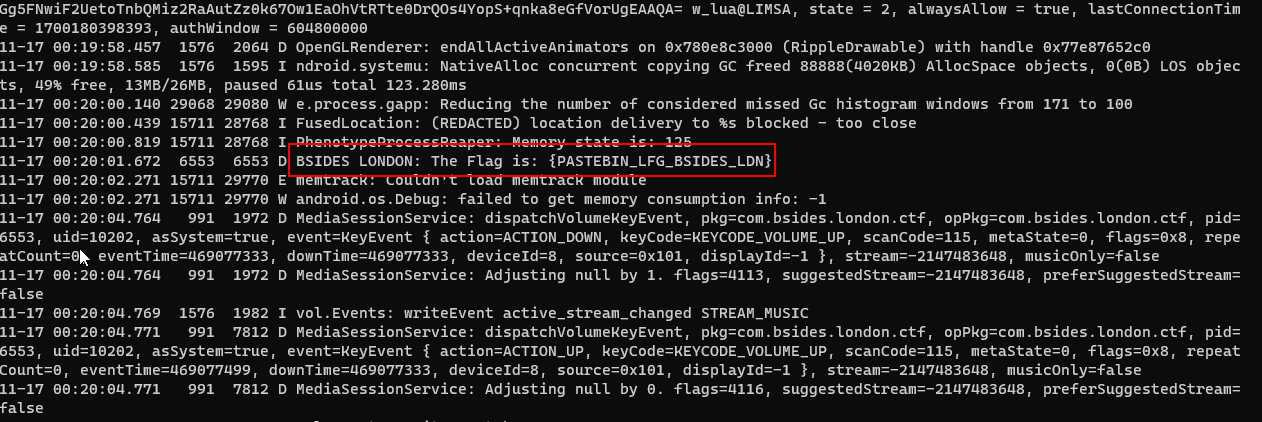 Gg5FNwiF2UetoTnbQMiz2RaAutZz0k67Ow1EaOhVtRTte0DrQOs4YopS+qnka8eGfVorUgEAAQA= w_lua@LIMSA, state = 2, alwaysAllow = true, lastConnectionTim
e = 1700180398393, authWindow = 604800000
11-17 00:19:58.457  1576  2064 D OpenGLRenderer: endAllActiveAnimators on 0x780e8c3000 (RippleDrawable) with handle 0x77e87652c0
11-17 00:19:58.585  1576  1595 I ndroid.systemu: NativeAlloc concurrent copying GC freed 88888(4020KB) AllocSpace objects, 0(0B) LOS objec
ts, 49% free, 13MB/26MB, paused 61us total 123.280ms
11-17 00:20:00.140 29068 29080 W e.process.gapp: Reducing the number of considered missed Gc histogram windows from 171 to 100
11-17 00:20:00.439 15711 28768 I FusedLocation: (REDACTED) location delivery to %s blocked - too close
11-17 00:20:00.819 15711 28768 I PhenotypeProcessReaper: Memory state is: 125
11-17 00:20:01.672  6553  6553 D BSIDES LONDON: The Flag is: {PASTEBIN_LFG_BSIDES_LDN}
11-17 00:20:02.271 15711 29770 E memtrack: Couldn't load memtrack module
11-17 00:20:02.271 15711 29770 W android.os.Debug: failed to get memory consumption info: -1
11-17 00:20:04.764   991  1972 D MediaSessionService: dispatchVolumeKeyEvent, pkg=com.bsides.london.ctf, opPkg=com.bsides.london.ctf, pid=
6553, uid=10202, asSystem=true, event=KeyEvent { action=ACTION_DOWN, keyCode=KEYCODE_VOLUME_UP, scanCode=115, metaState=0, flags=0x8, repe
atCount=0, eventTime=469077333, downTime=469077333, deviceId=8, source=0x101, displayId=-1 }, stream=-2147483648, musicOnly=false
11-17 00:20:04.764   991  1972 D MediaSessionService: Adjusting null by 1. flags=4113, suggestedStream=-2147483648, preferSuggestedStream=
false
11-17 00:20:04.769  1576  1982 I vol.Events: writeEvent active_stream_changed STREAM_MUSIC
11-17 00:20:04.771   991  7812 D MediaSessionService: dispatchVolumeKeyEvent, pkg=com.bsides.london.ctf, opPkg=com.bsides.london.ctf, pid=
6553, uid=10202, asSystem=true, event=KeyEvent { action=ACTION_UP, keyCode=KEYCODE_VOLUME_UP, scanCode=115, metaState=0, flags=0x8, repeat
Count=0, eventTime=469077499, downTime=469077333, deviceId=8, source=0x101, displayId=-1 }, stream=-2147483648, musicOnly=false
11-17 00:20:04.771   991  7812 D MediaSessionService: Adjusting null by 0. flags=4116, suggestedStream=-2147483648, preferSuggestedStream=
false